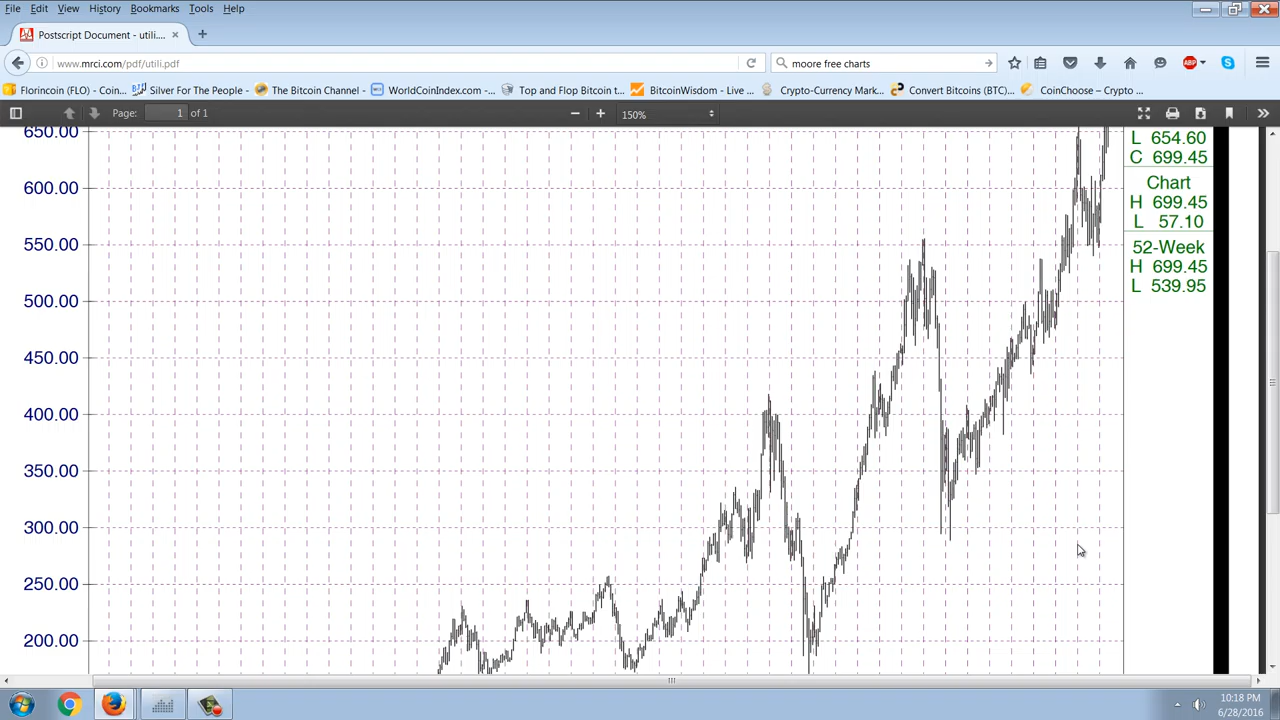 File Edit View History Bookmarks Tools Help
Postscript Document - utili....
www.mrci.com/pdf/utili.pdf
moore free charts
ABP
Florincoin (FLO) - Coin...
Silver For The People - ...
The Bitcoin Channel - ...
WorldCoinIndex.com -...
Top and Flop Bitcoin t...
BitcoinWisdom - Live ...
Crypto-Currency Mark...
Convert Bitcoins (BTC)...
CoinChoose – Crypto ...
Page: 1 of 1
150%
650.00
600.00
550.00
500.00
450.00
400.00
350.00
300.00
250.00
200.00
L 654.60
C 699.45
Chart
H 699.45
L 57.10
52-Week
H 699.45
L 539.95
10:18 PM
6/28/2016